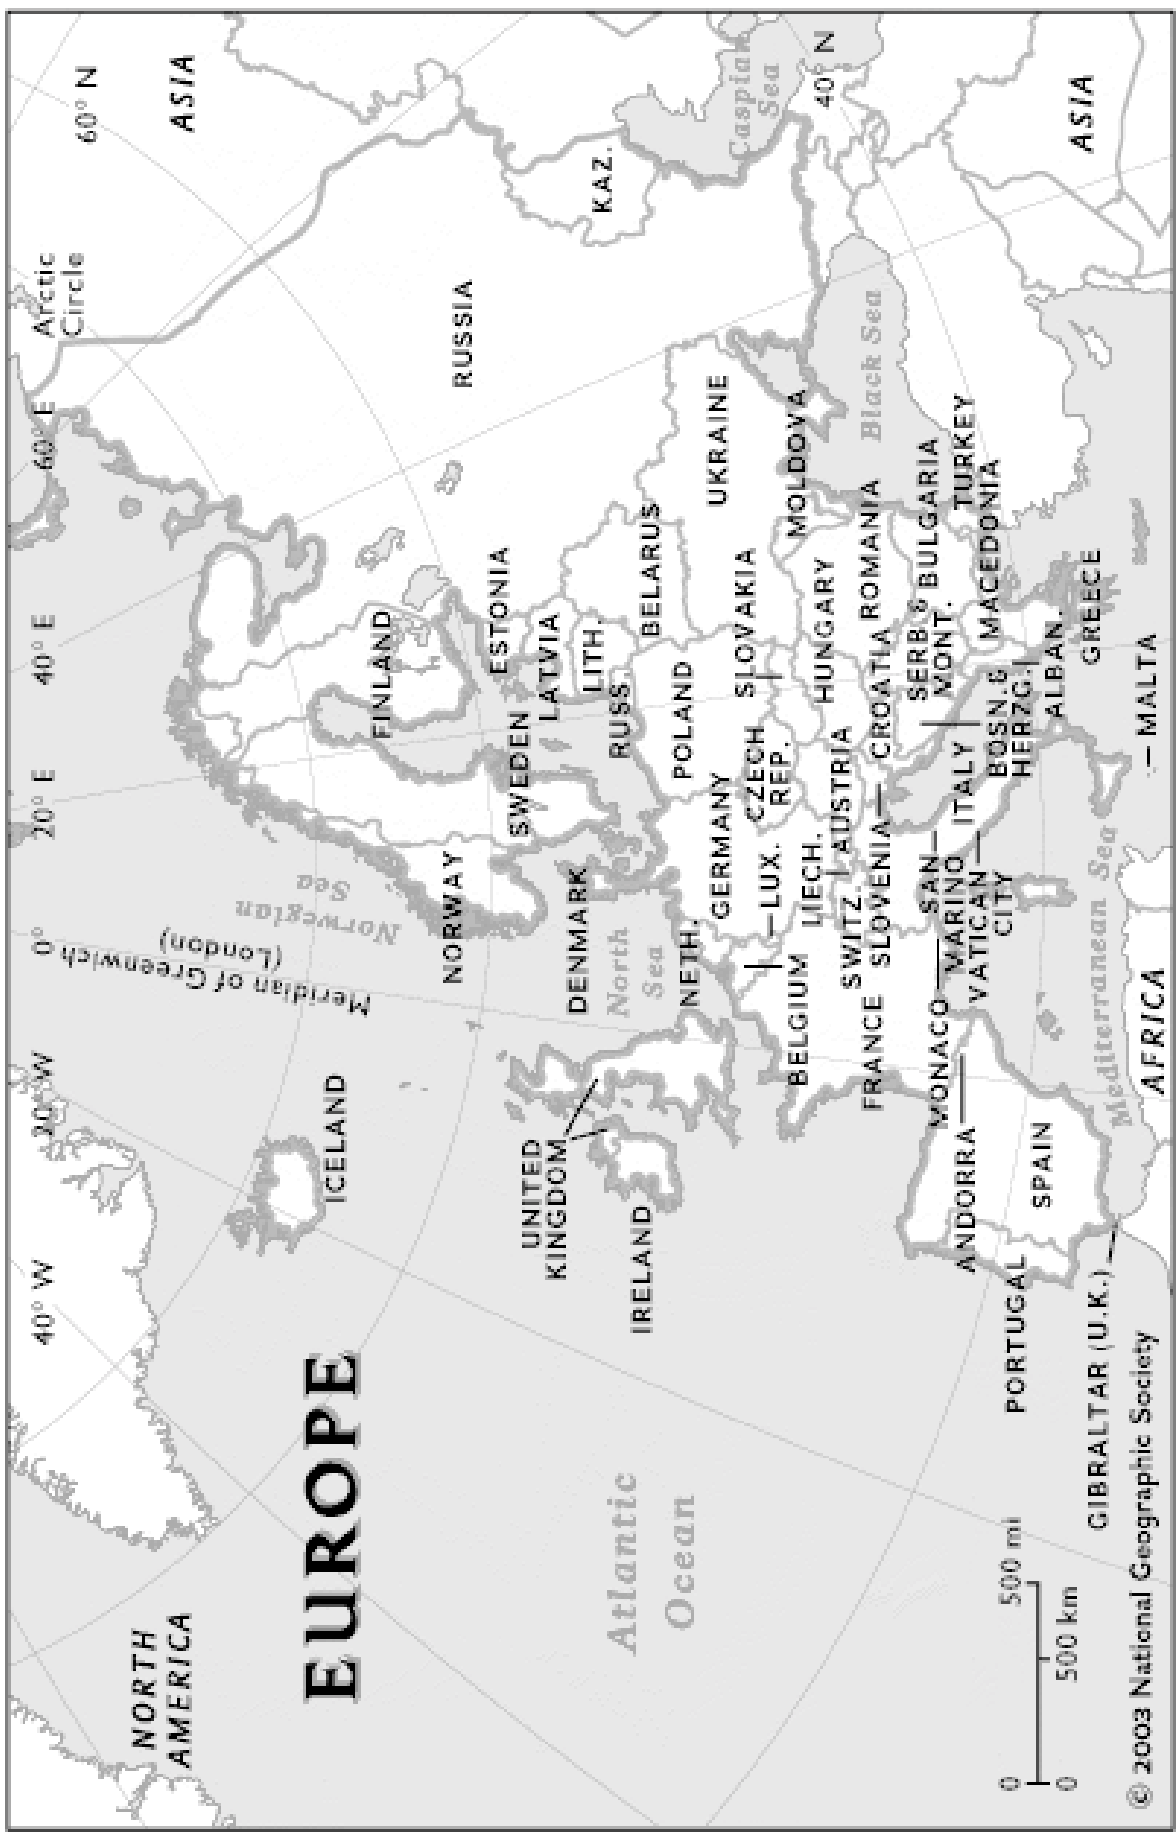 EUROPE
NORTH
AMERICA
40° W
20° W
0°
20° E
40° E
60° E
Arctic
Circle
60° N
ASIA
Meridian of Greenwich
(London)
Norwegian
Sea
ICELAND
NORWAY
SWEDEN
FINLAND
RUSSIA
ESTONIA
LATVIA
LITH.
RUSS.
KAZ.
Caspian
Sea
40° N
UNITED
KINGDOM
IRELAND
DENMARK
North
Sea
NETH.
BELGIUM
GERMANY
LUX.
POLAND
BELARUS
UKRAINE
CZECH
REP.
SLOVAKIA
MOLDOVA
LIECH.
AUSTRIA
HUNGARY
SWITZ.
SLOVENIA
CROATIA
ROMANIA
Black Sea
FRANCE
MONACO
SAN
MARINO
VATICAN
CITY
ITALY
SERB. &
MONT.
BULGARIA
TURKEY
BOSN. &
HERZG.
MACEDONIA
ALBAN.
GREECE
ANDORRA
SPAIN
PORTUGAL
GIBRALTAR (U.K.)
Mediterranean Sea
MALTA
AFRICA
ASIA
Atlantic
Ocean
0
500 mi
0
500 km
© 2003 National Geographic Society